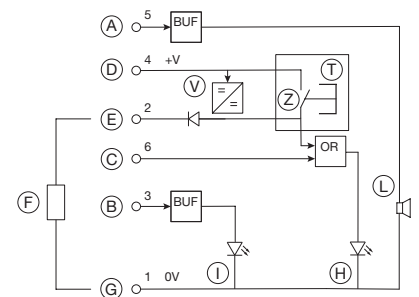 A 5 BUF
D 4 +V
V = =
T
Z
E 2
C 6 OR
L
F
B 3 BUF
I H
G 1 0V